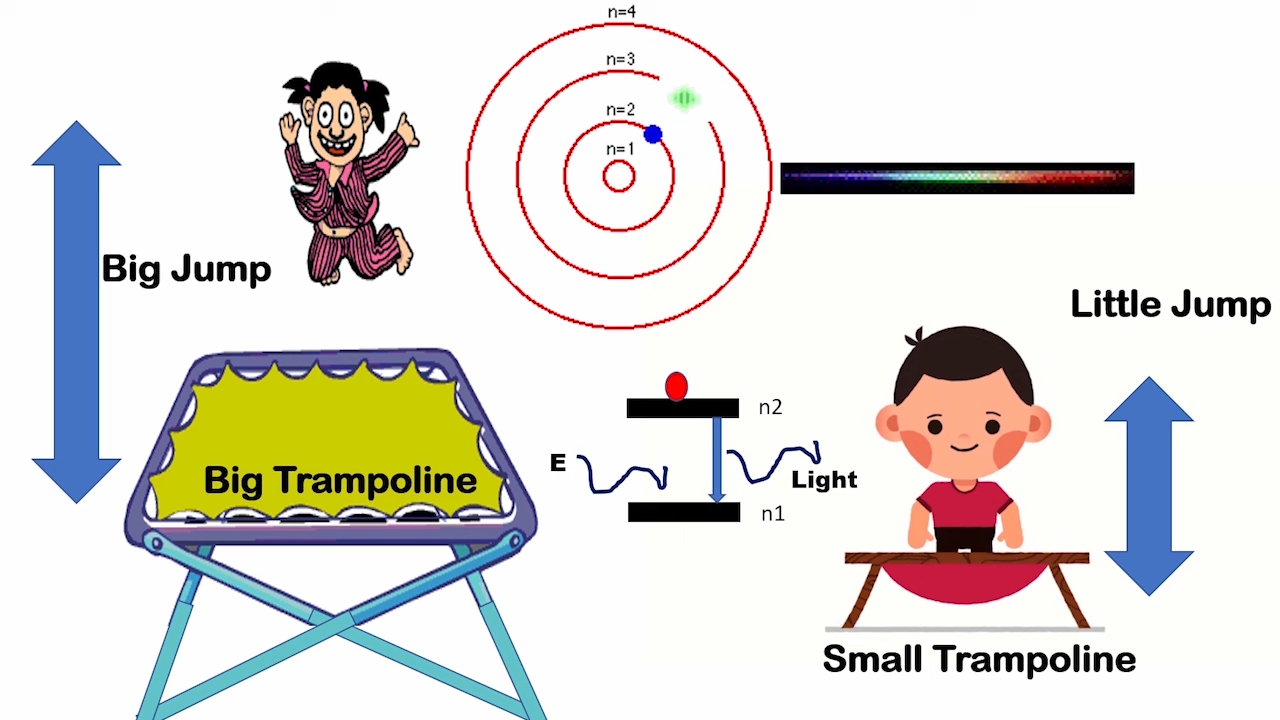 n=4
n=3
n=2
n=1
Big Jump
Little Jump
Big Trampoline
n2
E
Light
n1
Small Trampoline